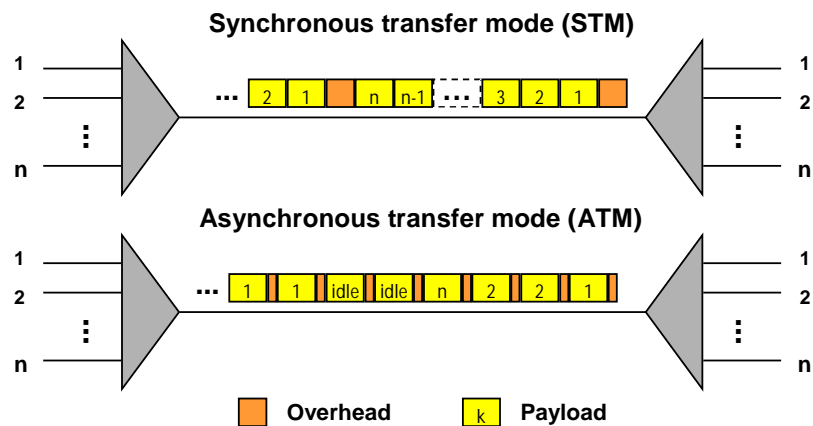 Synchronous transfer mode (STM)
1 ... 2 1 n n-1 ... 3 2 1 1
2 2
⋮ ⋮
n n
Asynchronous transfer mode (ATM)
1 1
2 ... 1 1 idle idle n 2 2 1 2
⋮ ⋮
n n
Overhead k Payload